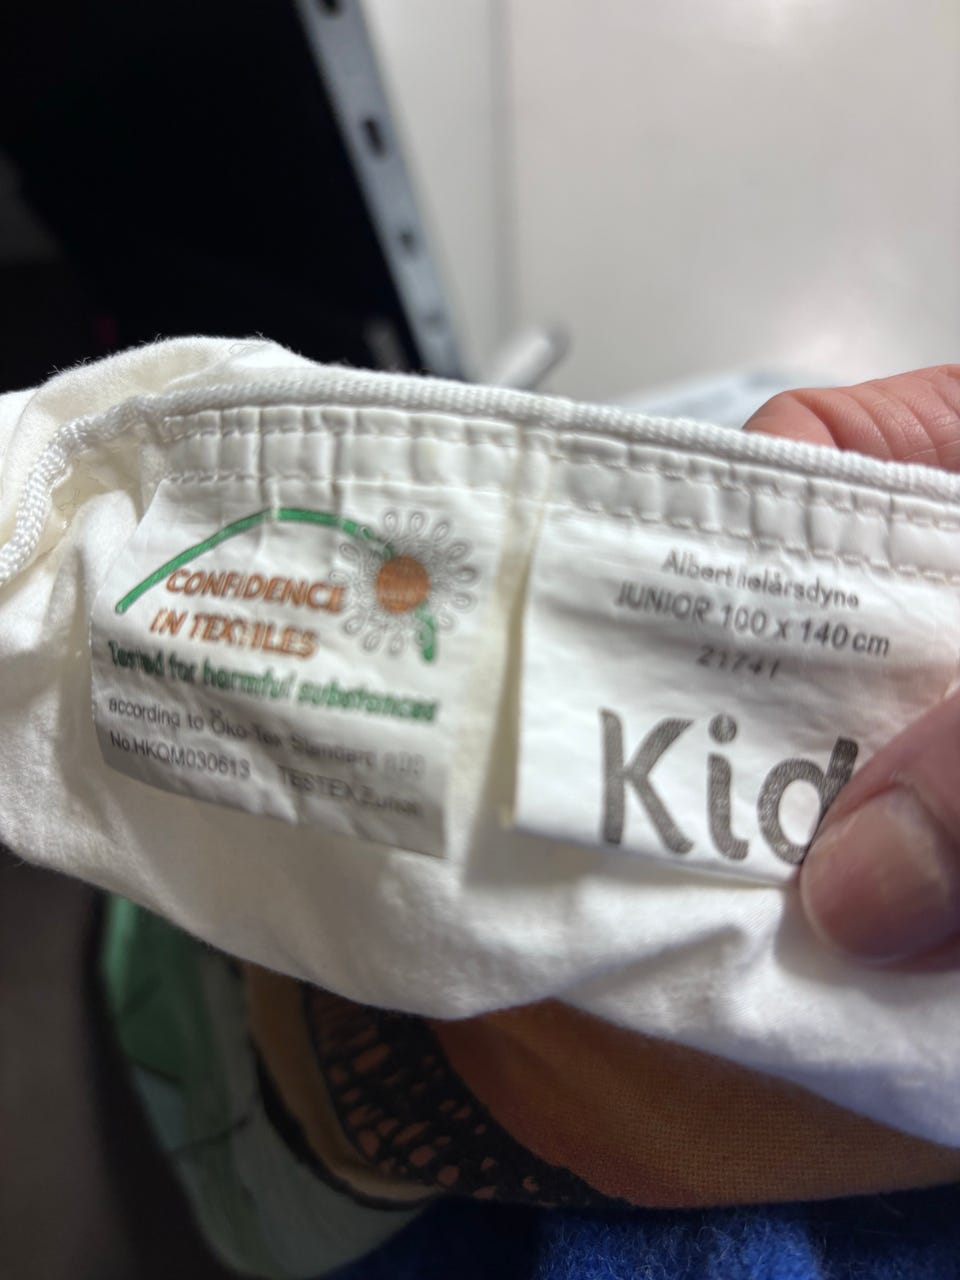 CONFIDENCE
IN TEXTILES
Tested for harmful substances
according to Öko-Tex Standard 100
No.HKQM030613 TESTEX Zürich
Albert helårsdyne
JUNIOR 100 x 140 cm
21741
Kid